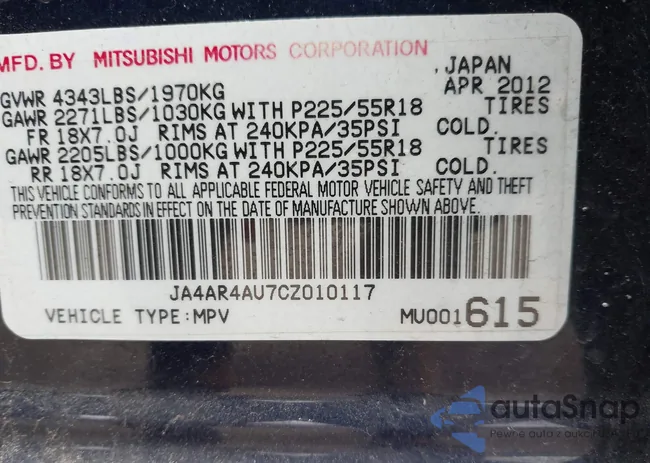 MFD. BY MITSUBISHI MOTORS CORPORATION
, JAPAN
GVWR 4343LBS/1970KG APR 2012
GAWR 2271LBS/1030KG WITH P225/55R18 TIRES
FR 18X7.0J RIMS AT 240KPA/35PSI COLD.
GAWR 2205LBS/1000KG WITH P225/55R18 TIRES
RR 18X7.0J RIMS AT 240KPA/35PSI COLD.
THIS VEHICLE CONFORMS TO ALL APPLICABLE FEDERAL MOTOR VEHICLE SAFETY AND THEFT
PREVENTION STANDARDS IN EFFECT ON THE DATE OF MANUFACTURE SHOWN ABOVE.
JA4AR4AU7CZ010117
VEHICLE TYPE:MPV MU001615
autoSnap
Pewne auta z aukc